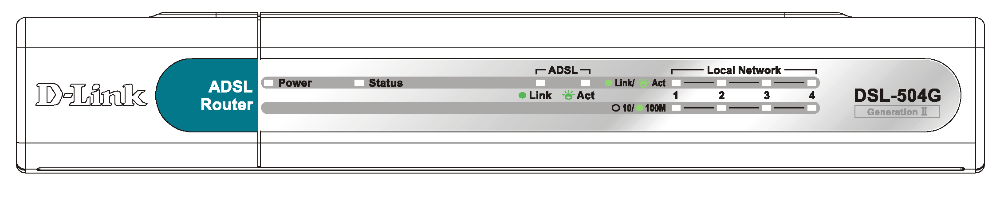 D-Link
ADSL
Router
ADSL
Local Network
Power
Status
Link/ Act
Link Act
1 2 3 4
10/ 100M
DSL-504G
Generation II